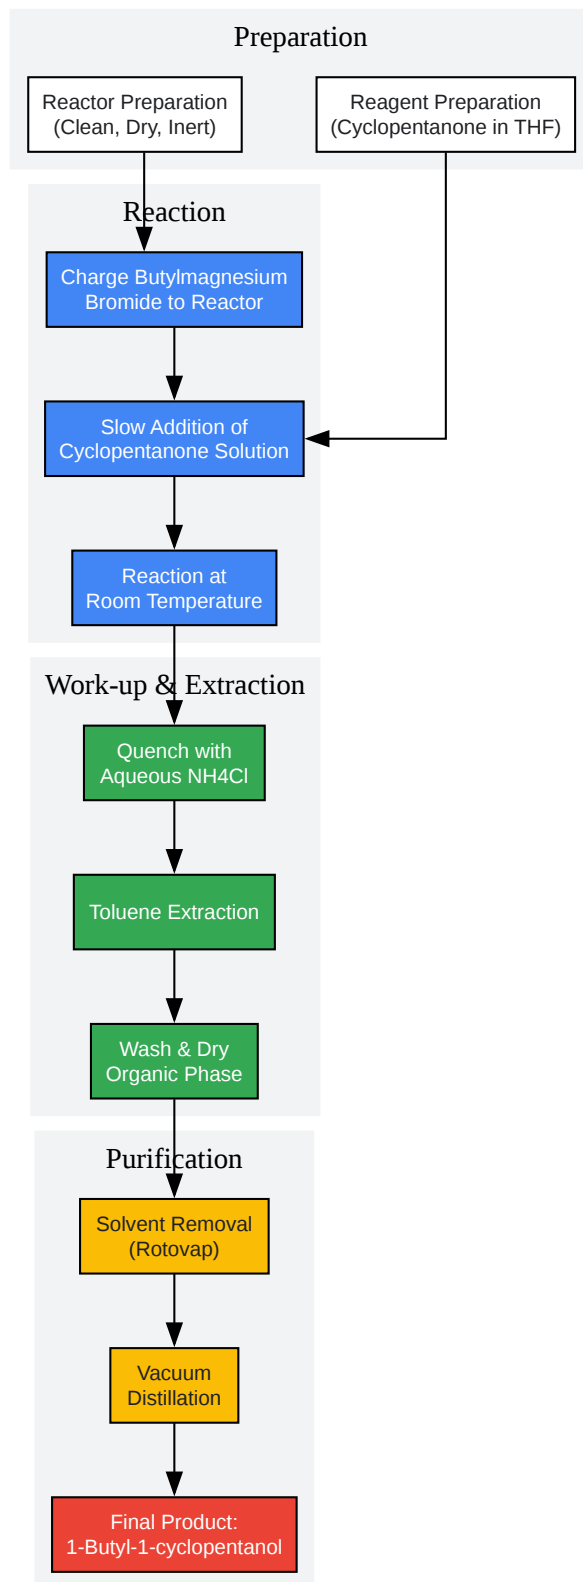 Preparation
Reactor Preparation
(Clean, Dry, Inert)
Reagent Preparation
(Cyclopentanone in THF)
Reaction
Charge Butylmagnesium
Bromide to Reactor
Slow Addition of
Cyclopentanone Solution
Reaction at
Room Temperature
Work-up & Extraction
Quench with
Aqueous NH4Cl
Toluene Extraction
Wash & Dry
Organic Phase
Purification
Solvent Removal
(Rotovap)
Vacuum
Distillation
Final Product:
1-Butyl-1-cyclopentanol